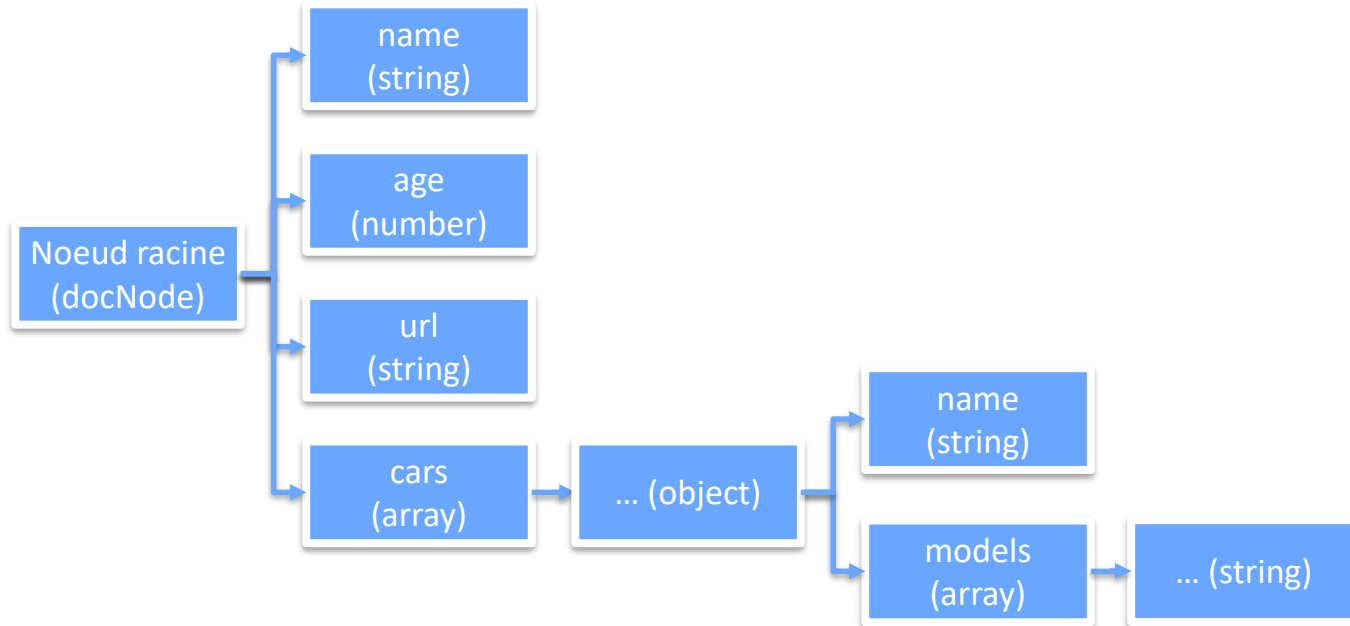 name
(string)
age
(number)
Noeud racine
(docNode)
url
(string)
name
(string)
cars
(array)
... (object)
models
(array)
... (string)